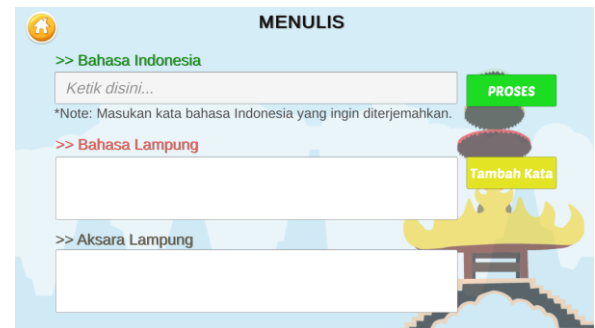 MENULIS
>> Bahasa Indonesia
Ketik disini...
PROSES
*Note: Masukan kata bahasa Indonesia yang ingin diterjemahkan.
>> Bahasa Lampung
Tambah Kata
>> Aksara Lampung